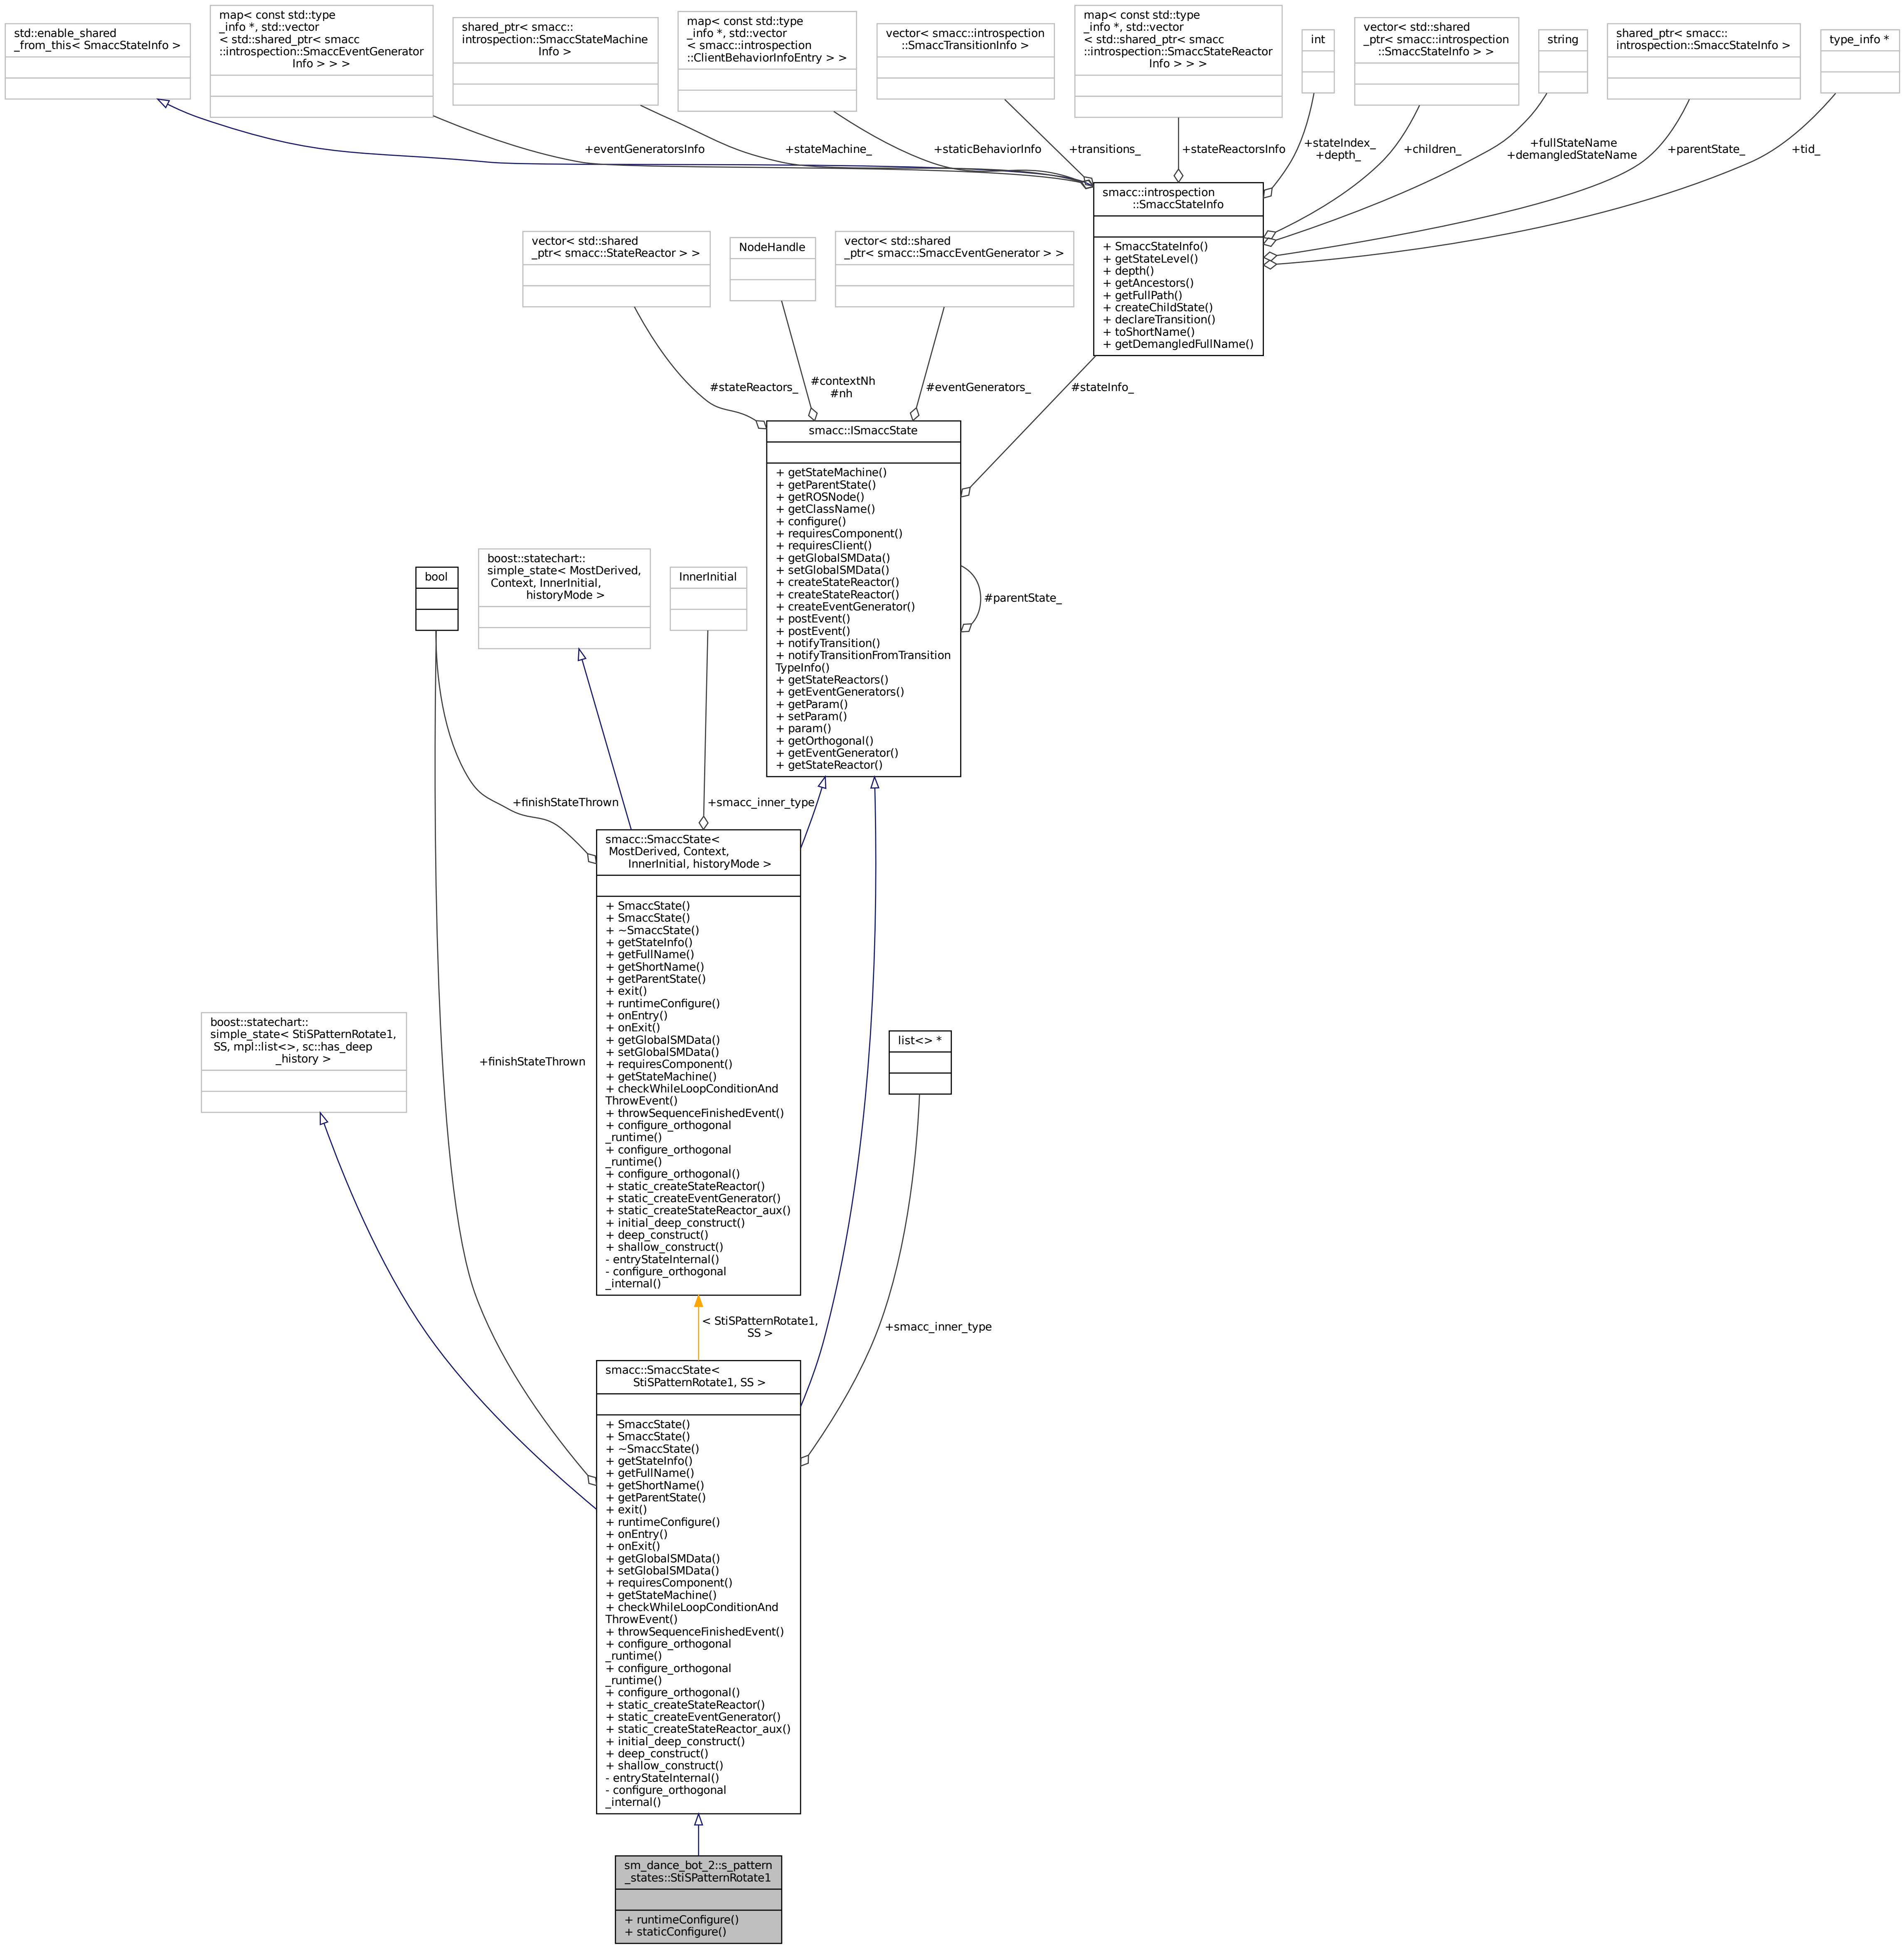 std::enable_shared
_from_this< SmaccStateInfo >
map< const std::type
_info *, std::vector
< std::shared_ptr< smacc
::introspection::SmaccEventGenerator
Info > > >
shared_ptr< smacc::
introspection::SmaccStateMachine
Info >
map< const std::type
_info *, std::vector
< smacc::introspection
::ClientBehaviorInfoEntry > >
vector< smacc::introspection
::SmaccTransitionInfo >
map< const std::type
_info *, std::vector
< std::shared_ptr< smacc
::introspection::SmaccStateReactor
Info > > >
int
vector< std::shared
_ptr< smacc::introspection
::SmaccStateInfo > >
string
shared_ptr< smacc::
introspection::SmaccStateInfo >
type_info *
+eventGeneratorsInfo
+stateMachine_
+staticBehaviorInfo
+transitions_
+stateReactorsInfo
+stateIndex_
+depth_
+children_
+fullStateName
+demangledStateName
+parentState_
+tid_
smacc::introspection
::SmaccStateInfo
+ SmaccStateInfo()
+ getStateLevel()
+ depth()
+ getAncestors()
+ getFullPath()
+ createChildState()
+ declareTransition()
+ toShortName()
+ getDemangledFullName()
vector< std::shared
_ptr< smacc::StateReactor > >
NodeHandle
vector< std::shared
_ptr< smacc::SmaccEventGenerator > >
#stateReactors_
#contextNh
#nh
#eventGenerators_
#stateInfo_
smacc::ISmaccState
+ getStateMachine()
+ getParentState()
+ getROSNode()
+ getClassName()
+ configure()
+ requiresComponent()
+ requiresClient()
+ getGlobalSMData()
+ setGlobalSMData()
+ createStateReactor()
+ createStateReactor()
+ createEventGenerator()
+ postEvent()
+ postEvent()
+ notifyTransition()
+ notifyTransitionFromTransition
TypeInfo()
+ getStateReactors()
+ getEventGenerators()
+ getParam()
+ setParam()
+ param()
+ getOrthogonal()
+ getEventGenerator()
+ getStateReactor()
#parentState_
bool
boost::statechart::
simple_state< MostDerived,
Context, InnerInitial,
historyMode >
InnerInitial
+finishStateThrown
+smacc_inner_type
smacc::SmaccState<
MostDerived, Context,
InnerInitial, historyMode >
+ SmaccState()
+ SmaccState()
+ ~SmaccState()
+ getStateInfo()
+ getFullName()
+ getShortName()
+ getParentState()
+ exit()
+ runtimeConfigure()
+ onEntry()
+ onExit()
+ getGlobalSMData()
+ setGlobalSMData()
+ requiresComponent()
+ getStateMachine()
+ checkWhileLoopConditionAnd
ThrowEvent()
+ throwSequenceFinishedEvent()
+ configure_orthogonal
_runtime()
+ configure_orthogonal
_runtime()
+ configure_orthogonal()
+ static_createStateReactor()
+ static_createEventGenerator()
+ static_createStateReactor_aux()
+ initial_deep_construct()
+ deep_construct()
+ shallow_construct()
- entryStateInternal()
- configure_orthogonal
_internal()
boost::statechart::
simple_state< StiSPatternRotate1,
SS, mpl::list<>, sc::has_deep
_history >
+finishStateThrown
list<> *
< StiSPatternRotate1,
SS >
+smacc_inner_type
smacc::SmaccState<
StiSPatternRotate1, SS >
+ SmaccState()
+ SmaccState()
+ ~SmaccState()
+ getStateInfo()
+ getFullName()
+ getShortName()
+ getParentState()
+ exit()
+ runtimeConfigure()
+ onEntry()
+ onExit()
+ getGlobalSMData()
+ setGlobalSMData()
+ requiresComponent()
+ getStateMachine()
+ checkWhileLoopConditionAnd
ThrowEvent()
+ throwSequenceFinishedEvent()
+ configure_orthogonal
_runtime()
+ configure_orthogonal
_runtime()
+ configure_orthogonal()
+ static_createStateReactor()
+ static_createEventGenerator()
+ static_createStateReactor_aux()
+ initial_deep_construct()
+ deep_construct()
+ shallow_construct()
- entryStateInternal()
- configure_orthogonal
_internal()
sm_dance_bot_2::s_pattern
_states::StiSPatternRotate1
+ runtimeConfigure()
+ staticConfigure()